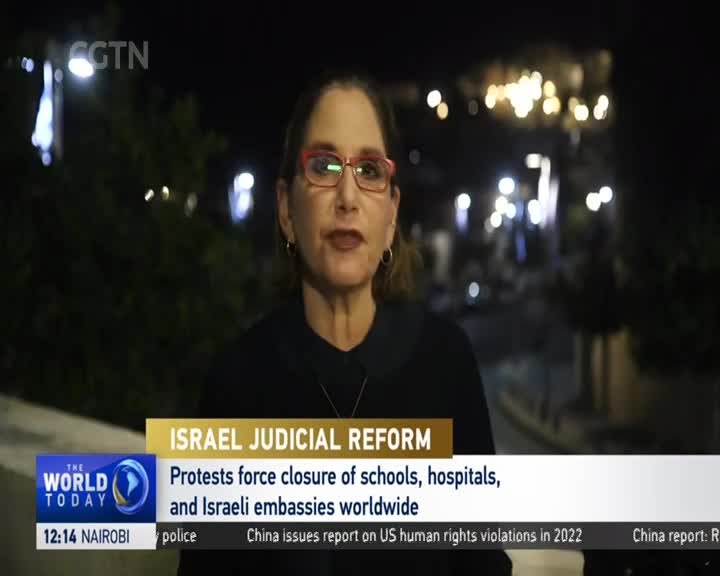 CGTN
ISRAEL JUDICIAL REFORM
Protests force closure of schools, hospitals,
and Israeli embassies worldwide
THE
WORLD
TODAY
12:14 NAIROBI
y police China issues report on US human rights violations in 2022 China report: R